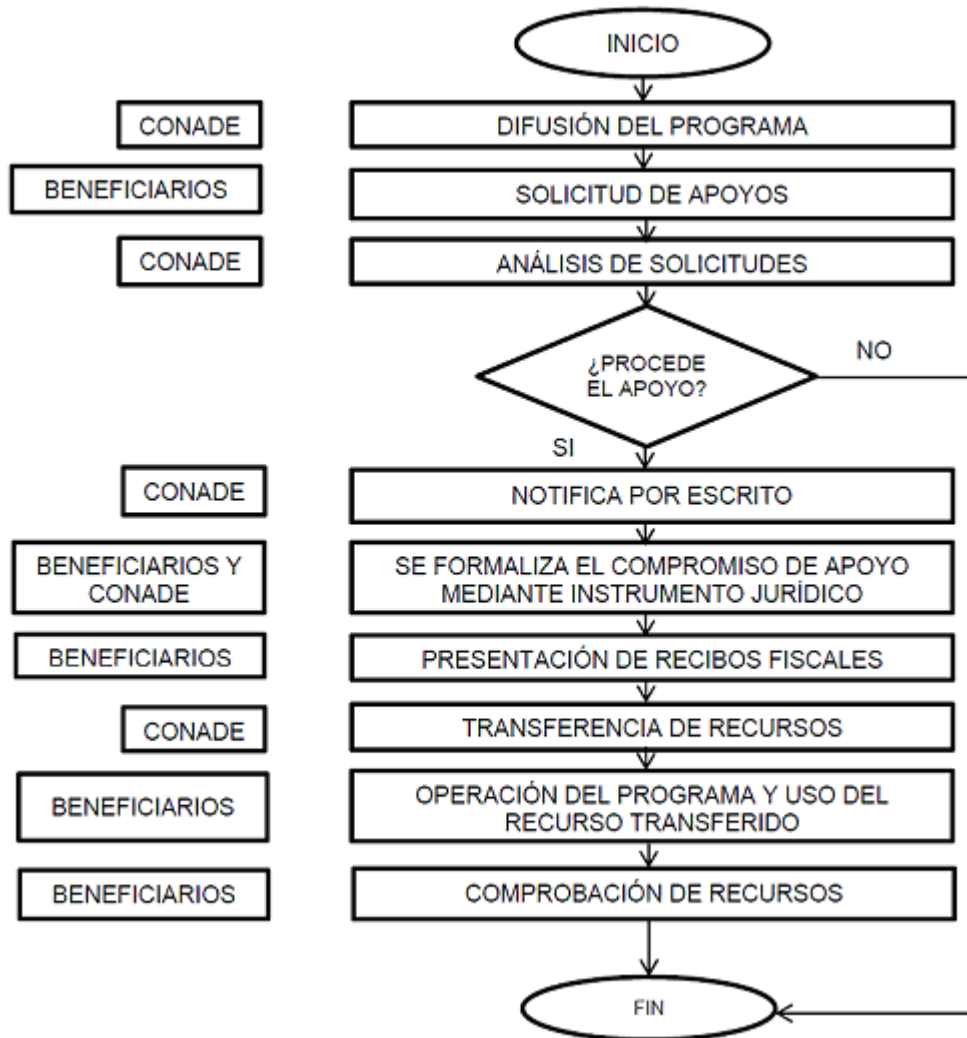 INICIO
CONADE
DIFUSIÓN DEL PROGRAMA
BENEFICIARIOS
SOLICITUD DE APOYOS
CONADE
ANÁLISIS DE SOLICITUDES
¿PROCEDE
EL APOYO?
NO
SI
CONADE
NOTIFICA POR ESCRITO
BENEFICIARIOS Y
CONADE
SE FORMALIZA EL COMPROMISO DE APOYO
MEDIANTE INSTRUMENTO JURÍDICO
BENEFICIARIOS
PRESENTACIÓN DE RECIBOS FISCALES
CONADE
TRANSFERENCIA DE RECURSOS
BENEFICIARIOS
OPERACIÓN DEL PROGRAMA Y USO DEL
RECURSO TRANSFERIDO
BENEFICIARIOS
COMPROBACIÓN DE RECURSOS
FIN